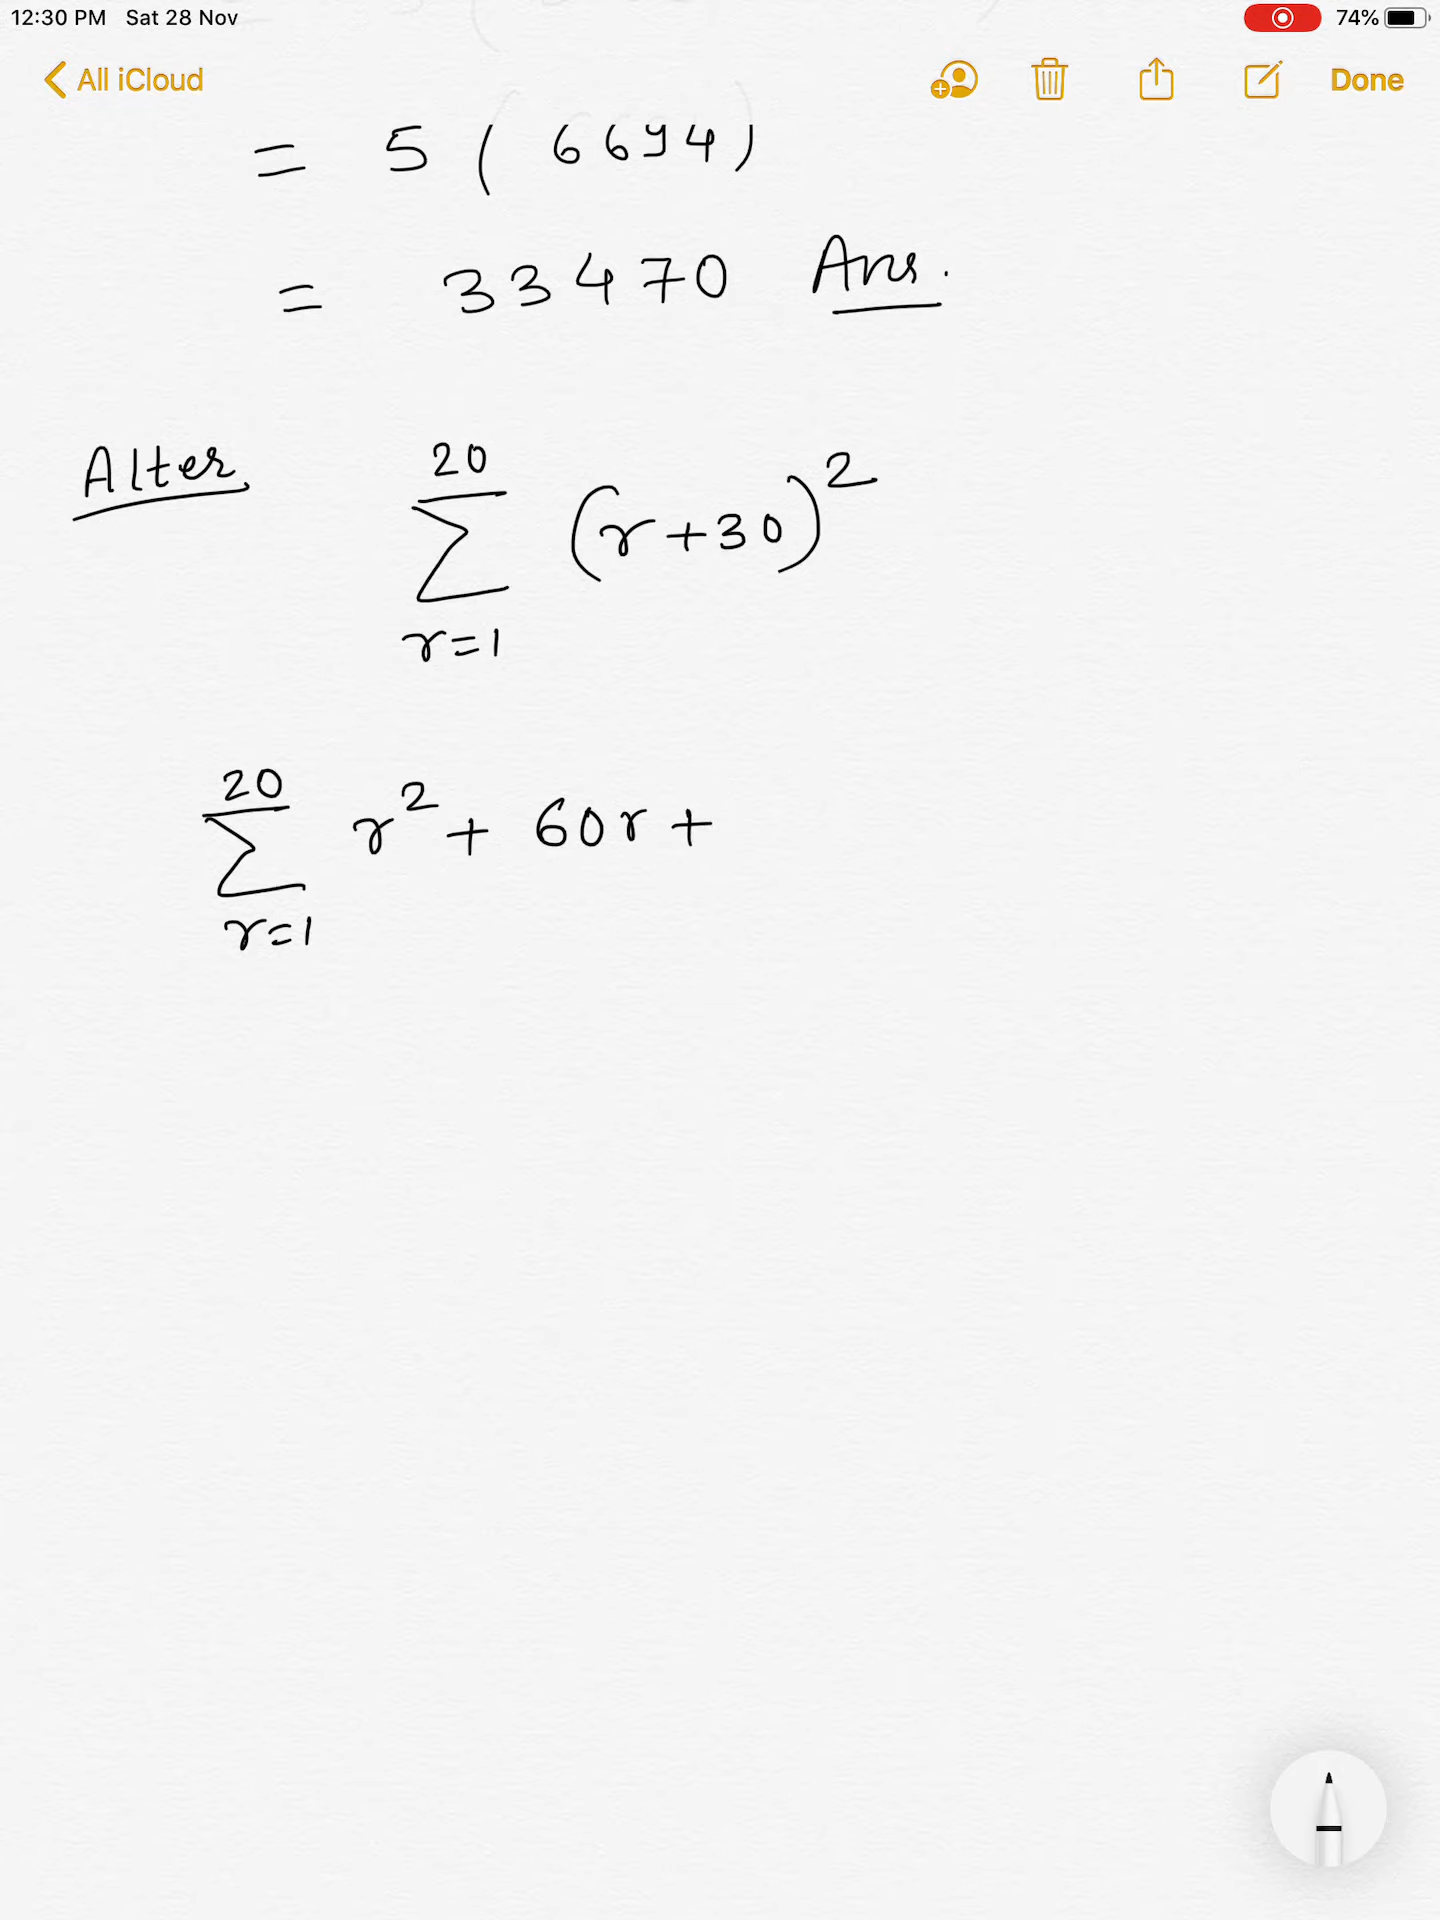 12:30 PM Sat 28 Nov 74%
All iCloud Done
= 5 ( 6694)
= 33470 Ans.
Alter
20
∑ (r+30)²
r=1
20
∑ r² + 60r +
r=1